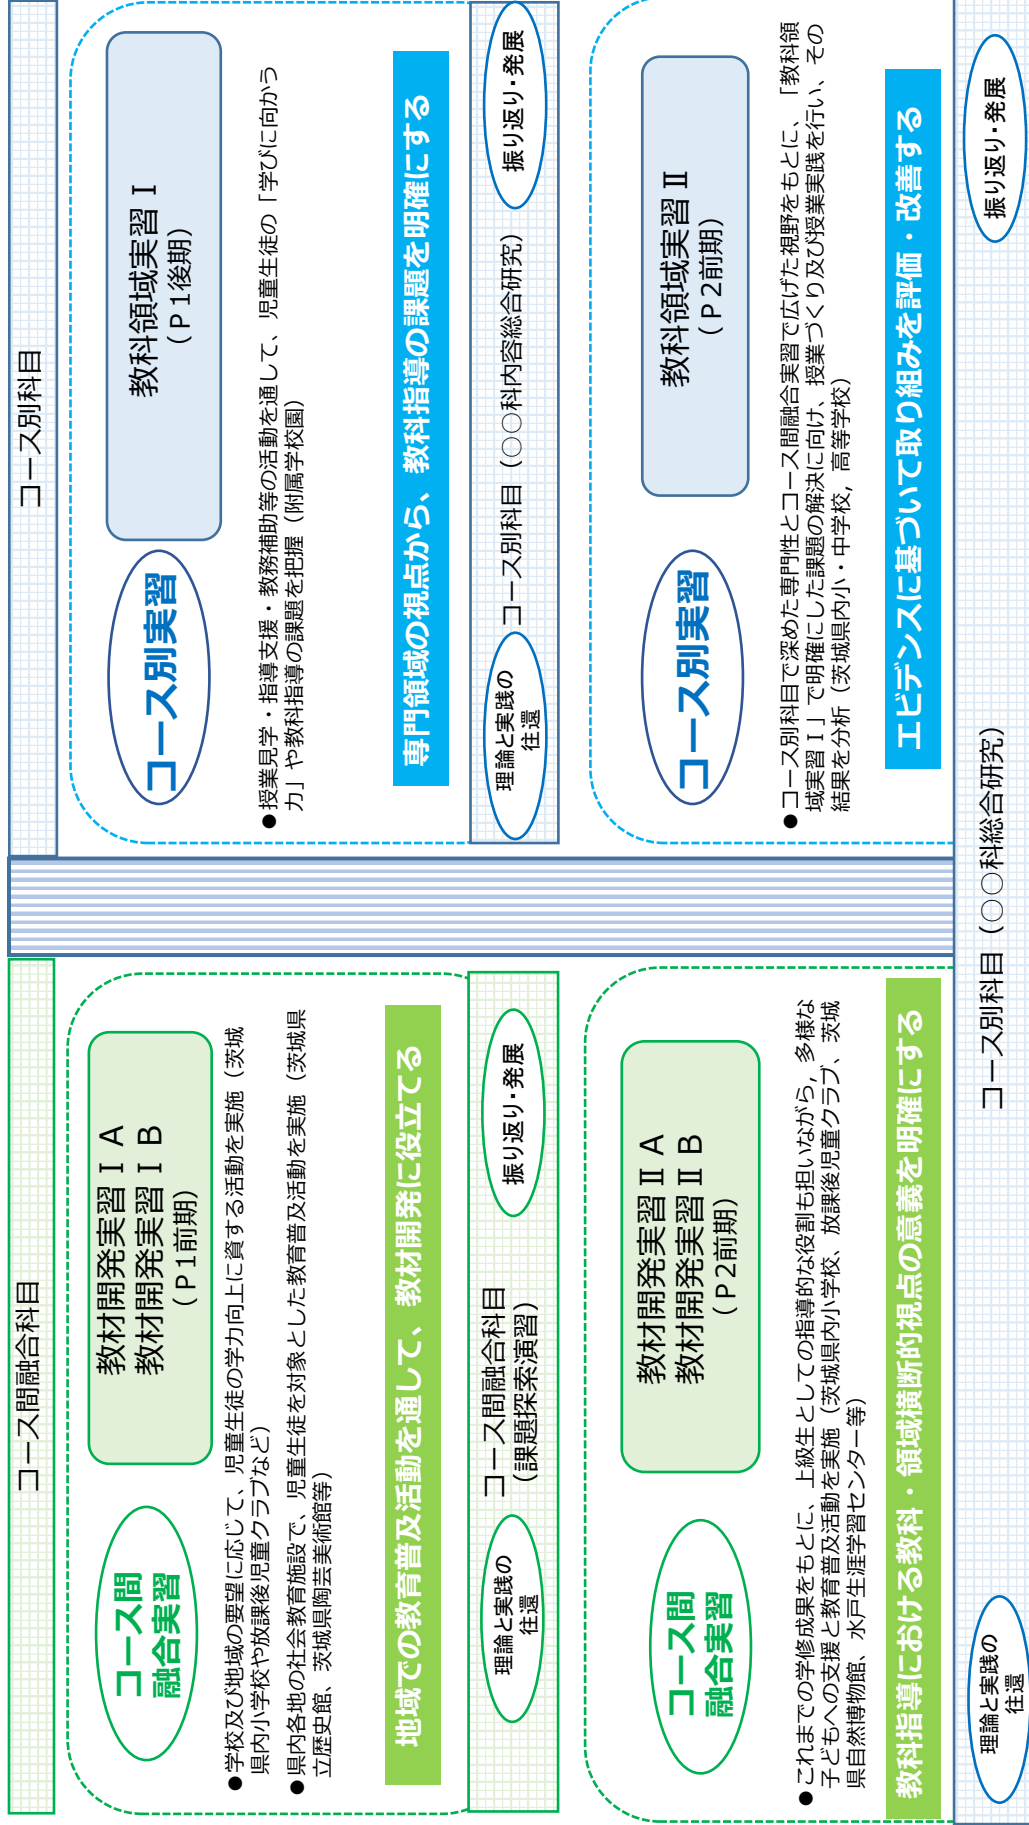 コース間融合科目
コース間
融合実習
教材開発実習ⅠA
教材開発実習ⅠB
（P1前期）
●学校及び地域の要望に応じて、児童生徒の学力向上に資する活動を実施（茨城
県内小学校や放課後児童クラブなど）
●県内各地の社会教育施設で、児童生徒を対象とした教育普及活動を実施（茨城県
立歴史館、茨城県陶芸美術館等）
地域での教育普及活動を通して、教材開発に役立てる
理論と実践の
往還
コース間融合科目
（課題探索演習）
振り返り・発展
コース間
融合実習
教材開発実習ⅡA
教材開発実習ⅡB
（P2前期）
●これまでの学修成果をもとに、上級生としての指導的な役割も担いながら，多様な
子どもへの支援と教育普及活動を実施（茨城県内小学校、放課後児童クラブ、茨城
県自然博物館、水戸生涯学習センター等）
教科指導における教科・領域横断的視点の意義を明確にする
コース別科目
コース別実習
教科領域実習Ⅰ
（P1後期）
●授業見学・指導支援・教務補助等の活動を通して、児童生徒の「学びに向かう
力」や教科指導の課題を把握（附属学校園）
専門領域の視点から、教科指導の課題を明確にする
理論と実践の
往還
コース別科目（○○科内容総合研究）
振り返り・発展
コース別実習
教科領域実習Ⅱ
（P2前期）
●コース別科目で深めた専門性とコース間融合実習で広げた視野をもとに、「教科領
域実習Ⅰ」で明確にした課題の解決に向け、授業づくり及び授業実践を行い、その
結果を分析（茨城県内小・中学校，高等学校）
エビデンスに基づいて取り組みを評価・改善する
理論と実践の
往還
コース別科目（○○科総合研究）
振り返り・発展